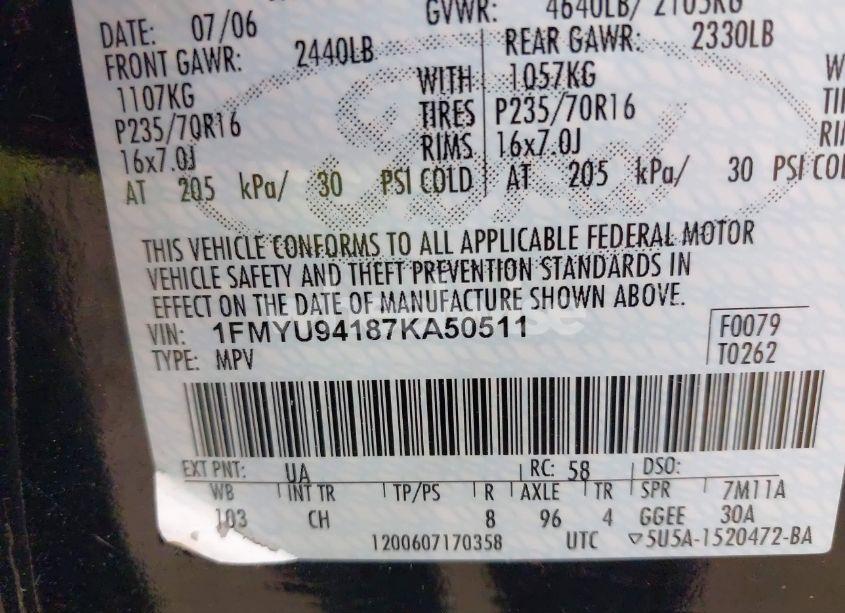 DATE: 07/06 GVWR: 4640LB/ 2105KG
FRONT GAWR: 2440LB REAR GAWR: 2330LB
1107KG WITH 1057KG
P235/70R16 TIRES P235/70R16
16x7.0J RIMS 16x7.0J
AT 205 kPa/ 30 PSI COLD AT 205 kPa/ 30 PSI COL
THIS VEHICLE CONFORMS TO ALL APPLICABLE FEDERAL MOTOR
VEHICLE SAFETY AND THEFT PREVENTION STANDARDS IN
EFFECT ON THE DATE OF MANUFACTURE SHOWN ABOVE.
VIN: 1FMYU94187KA50511 F0079
TYPE: MPV T0262
EXT PNT: UA RC: 58 DSO:
WB INT TR TP/PS R AXLE TR SPR 7M11A
103 CH 8 96 4 GGEE 30A
1200607170358 UTC ▽5U5A-1520472-BA